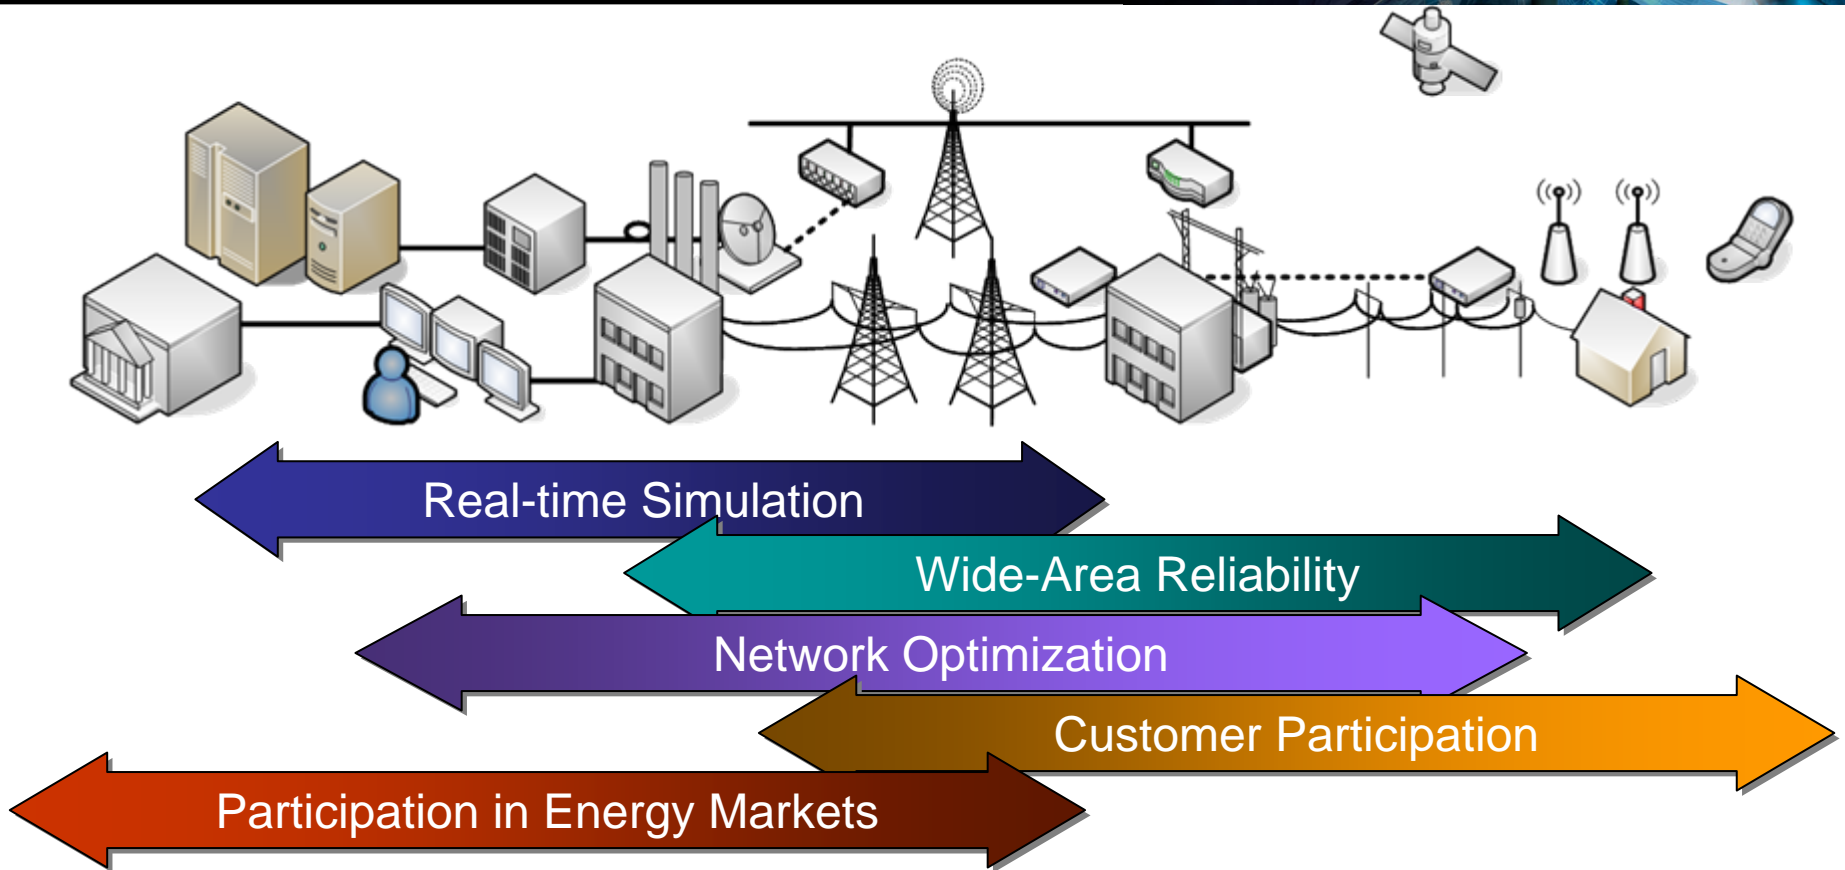 Real-time Simulation
Wide-Area Reliability
Network Optimization
Customer Participation
Participation in Energy Markets